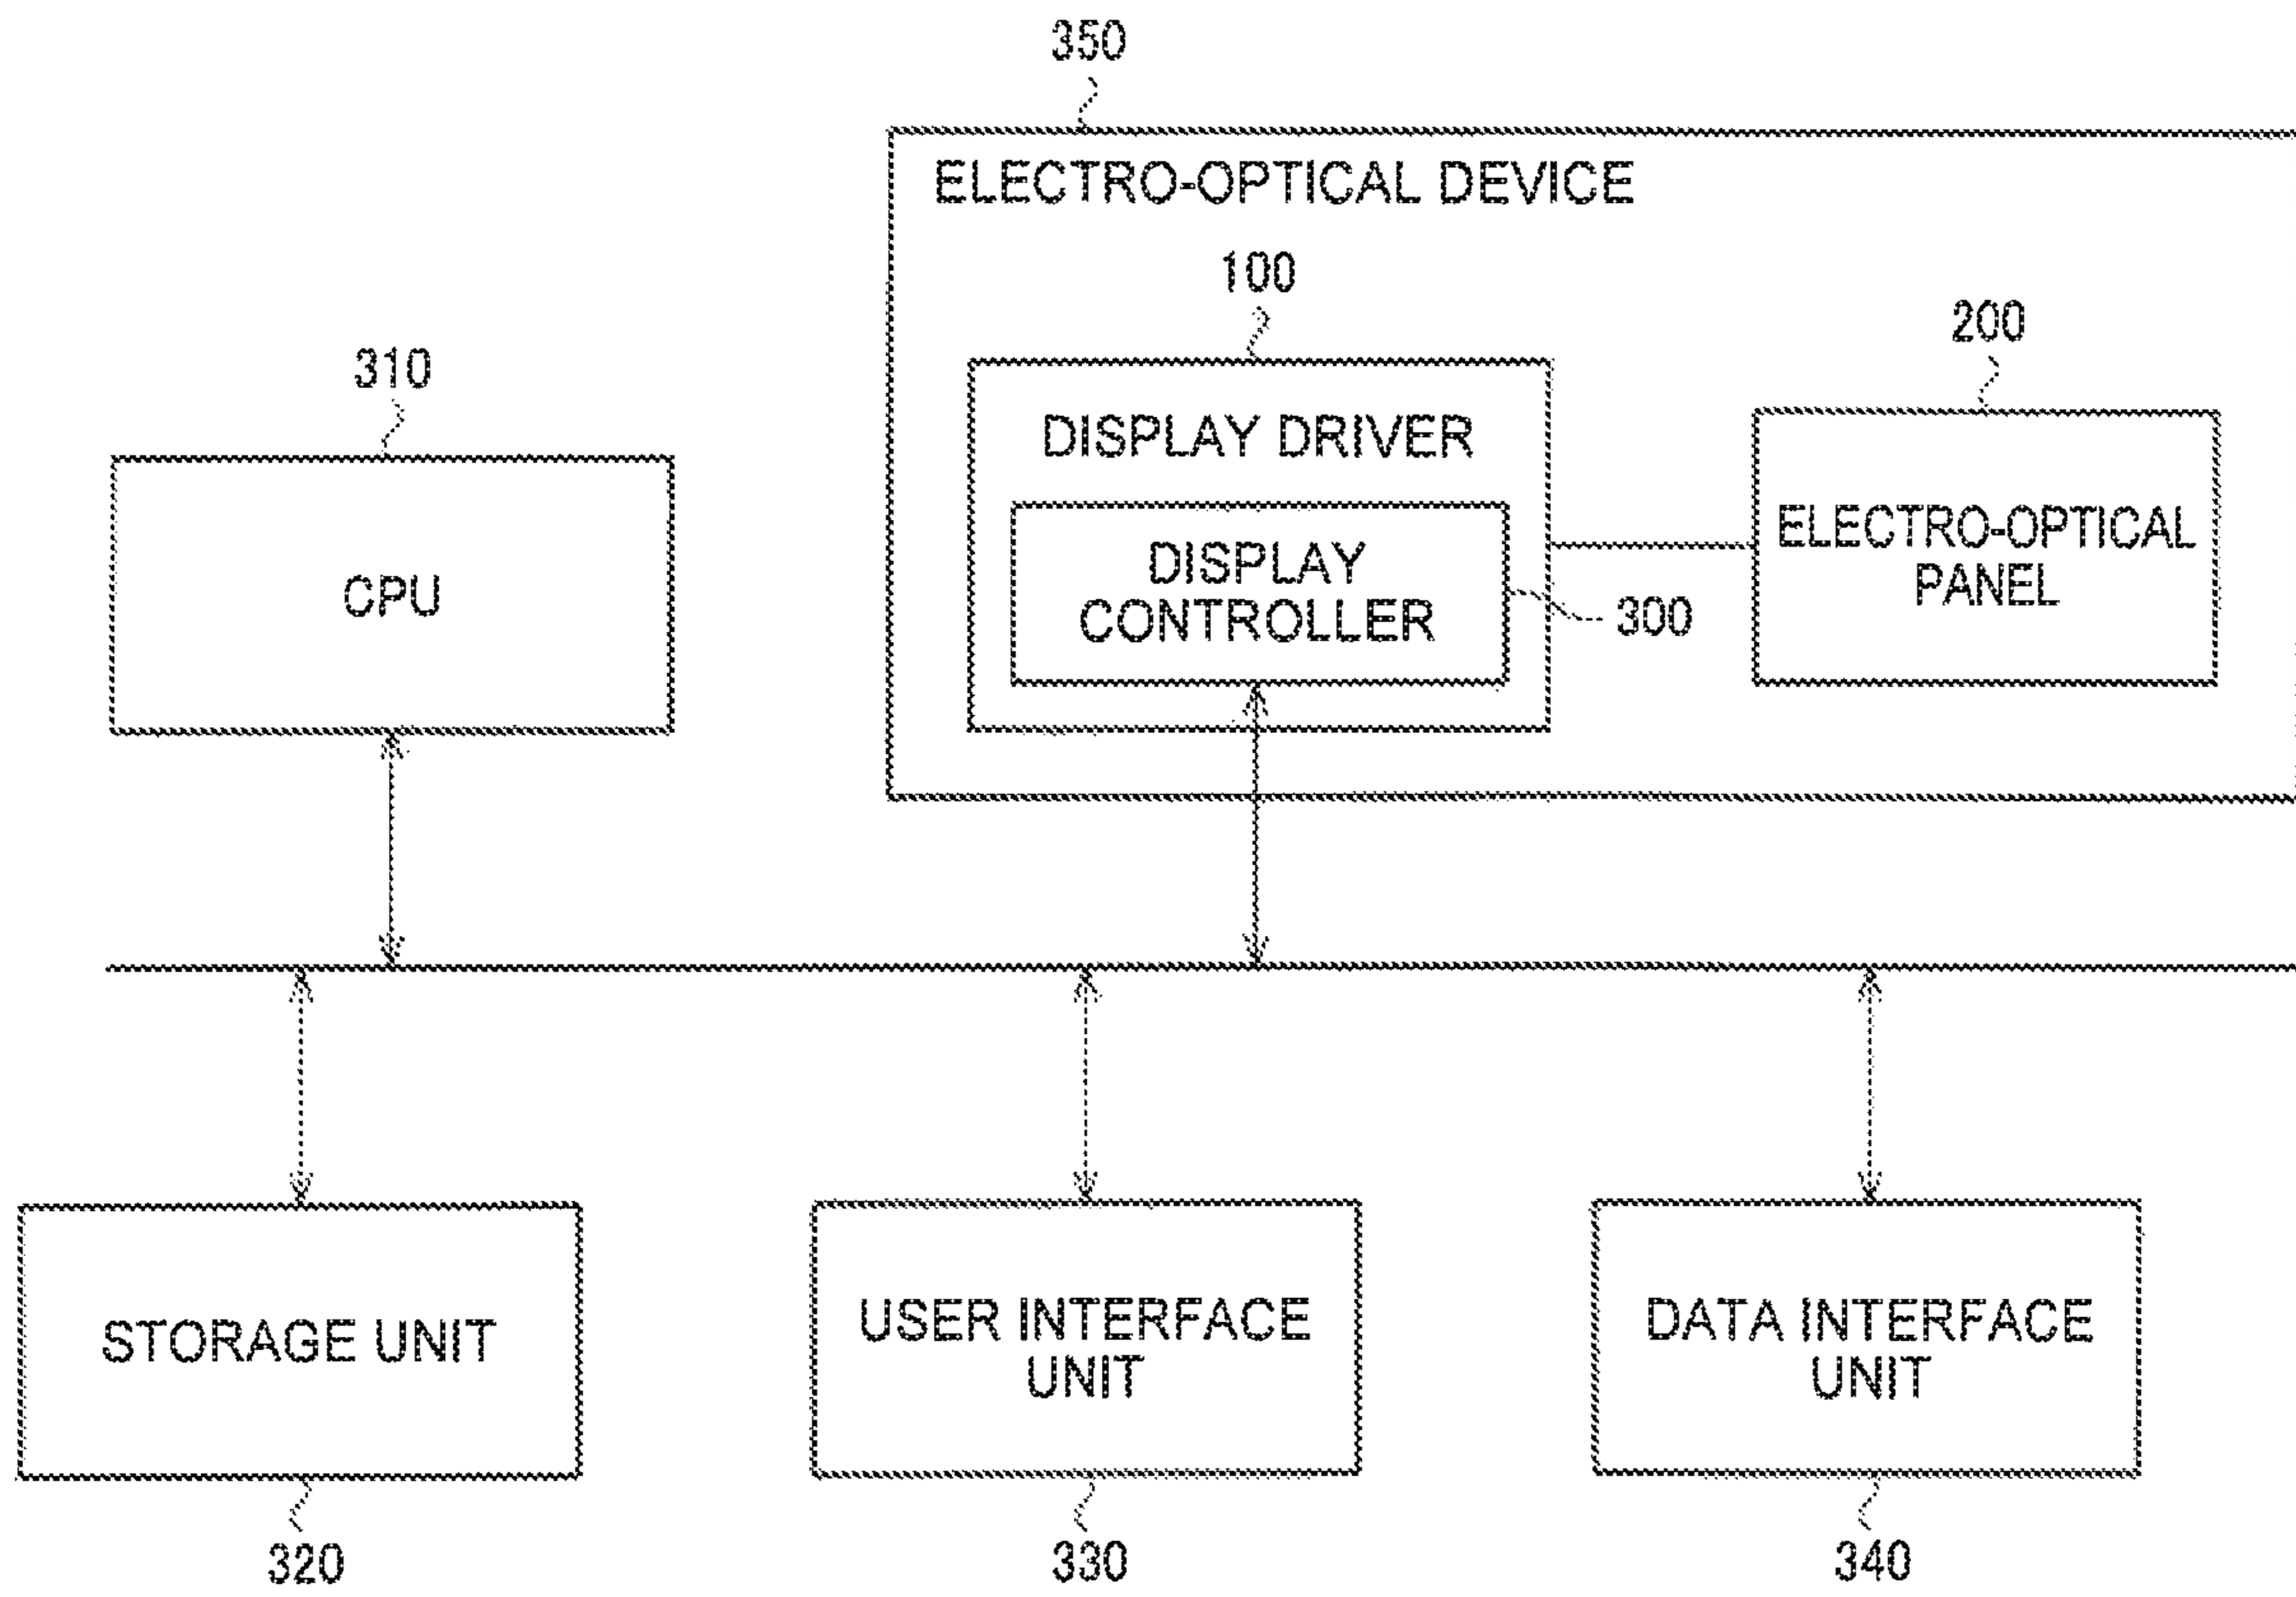 350
ELECTRO-OPTICAL DEVICE
100
200
310
DISPLAY DRIVER
CPU
DISPLAY
CONTROLLER
300
ELECTRO-OPTICAL
PANEL
STORAGE UNIT
USER INTERFACE
UNIT
DATA INTERFACE
UNIT
320
330
340